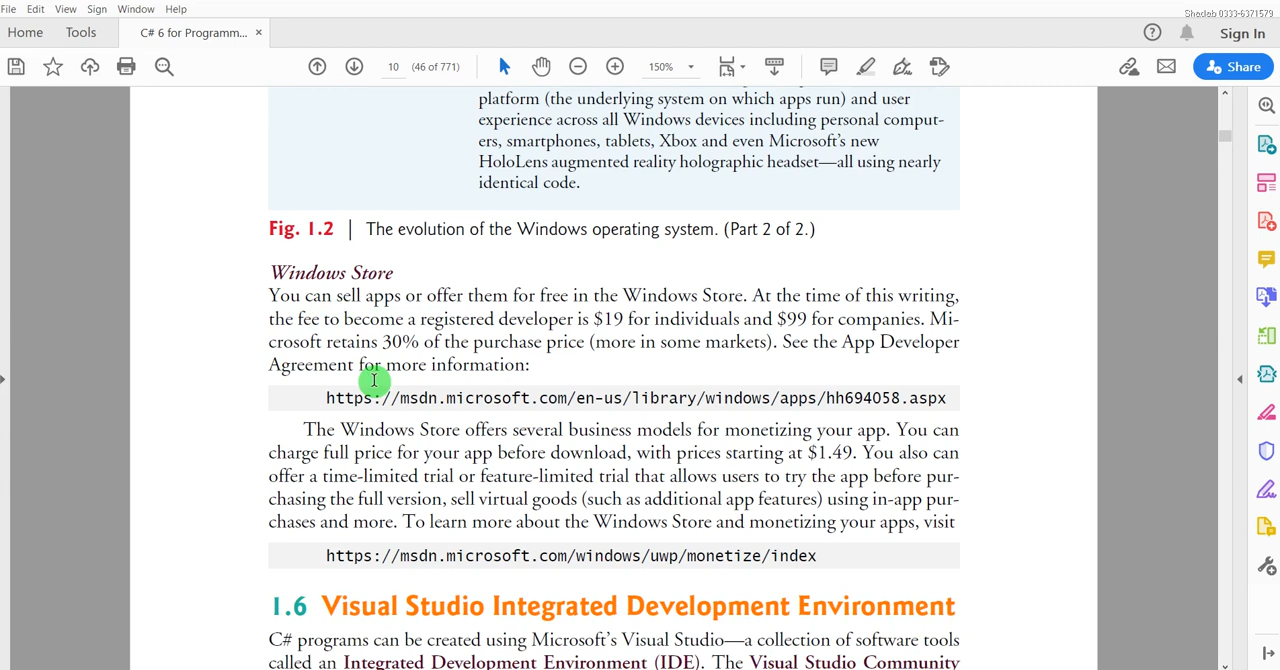 File Edit View Sign Window Help
Shadab 0333-6371579
Home Tools C# 6 for Programm... × Sign In
10 (46 of 771) 150% Share
platform (the underlying system on which apps run) and user
experience across all Windows devices including personal comput-
ers, smartphones, tablets, Xbox and even Microsoft's new
HoloLens augmented reality holographic headset—all using nearly
identical code.
Fig. 1.2 | The evolution of the Windows operating system. (Part 2 of 2.)
Windows Store
You can sell apps or offer them for free in the Windows Store. At the time of this writing,
the fee to become a registered developer is $19 for individuals and $99 for companies. Mi-
crosoft retains 30% of the purchase price (more in some markets). See the App Developer
Agreement for more information:
https://msdn.microsoft.com/en-us/library/windows/apps/hh694058.aspx
The Windows Store offers several business models for monetizing your app. You can
charge full price for your app before download, with prices starting at $1.49. You also can
offer a time-limited trial or feature-limited trial that allows users to try the app before pur-
chasing the full version, sell virtual goods (such as additional app features) using in-app pur-
chases and more. To learn more about the Windows Store and monetizing your apps, visit
https://msdn.microsoft.com/windows/uwp/monetize/index
1.6 Visual Studio Integrated Development Environment
C# programs can be created using Microsoft's Visual Studio—a collection of software tools
called an Integrated Development Environment (IDE). The Visual Studio Community